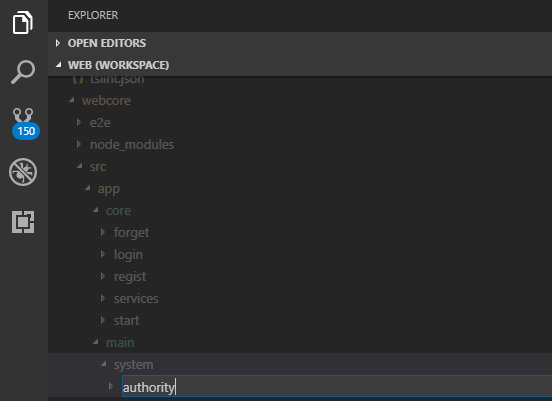 EXPLORER
OPEN EDITORS
WEB (WORKSPACE)
tslint.json
webcore
e2e
150
node_modules
src
app
core
forget
login
regist
services
start
main
system
authority